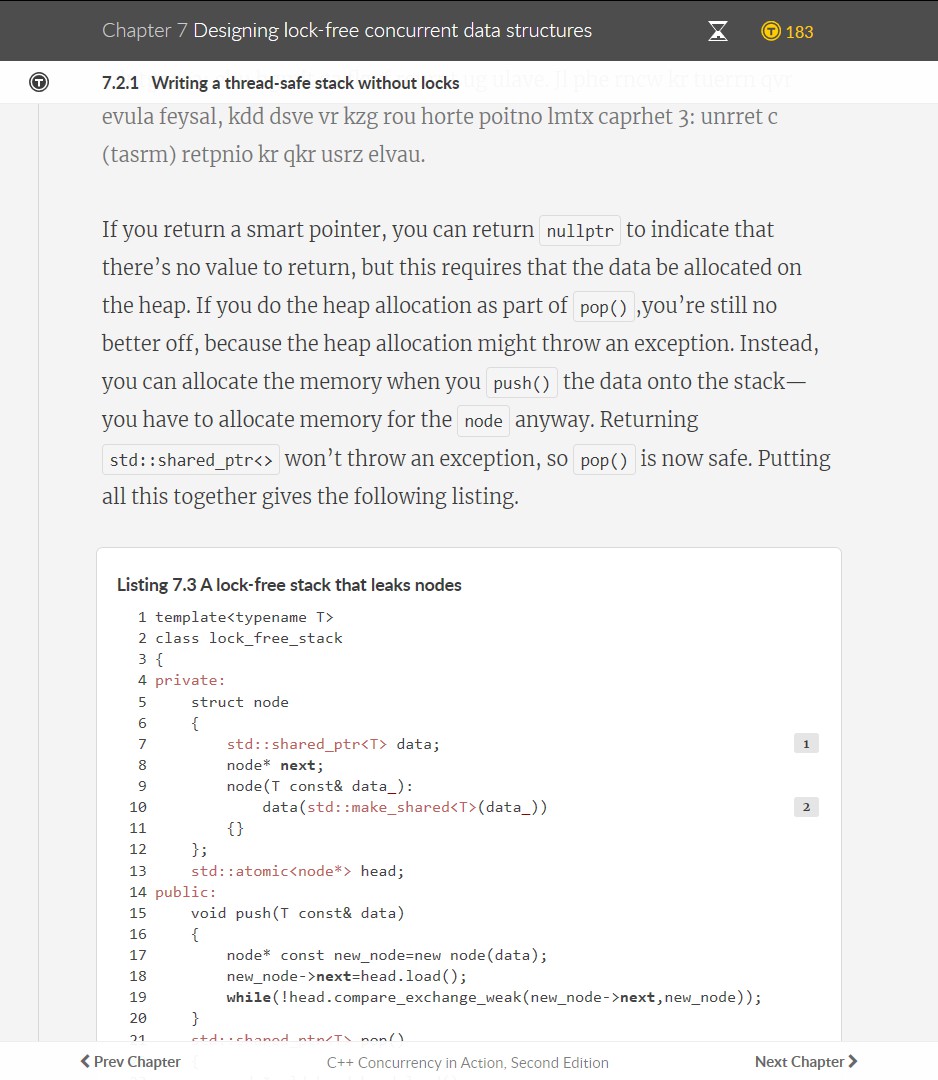 Chapter 7 Designing lock-free concurrent data structures
183
7.2.1 Writing a thread-safe stack without locks
evula feysal, kdd dsve vr kzg rou horte poitno lmtx caprhet 3: unrret c
(tasrm) retpnio kr qkr usrz elvau.
If you return a smart pointer, you can return nullptr to indicate that
there’s no value to return, but this requires that the data be allocated on
the heap. If you do the heap allocation as part of pop() ,you’re still no
better off, because the heap allocation might throw an exception. Instead,
you can allocate the memory when you push() the data onto the stack—
you have to allocate memory for the node anyway. Returning
std::shared_ptr<> won’t throw an exception, so pop() is now safe. Putting
all this together gives the following listing.
Listing 7.3 A lock-free stack that leaks nodes
1 template<typename T>
2 class lock_free_stack
3 {
4 private:
5     struct node
6     {
7         std::shared_ptr<T> data; 1
8         node* next;
9         node(T const& data_):
10             data(std::make_shared<T>(data_)) 2
11         {}
12     };
13     std::atomic<node*> head;
14 public:
15     void push(T const& data)
16     {
17         node* const new_node=new node(data);
18         new_node->next=head.load();
19         while(!head.compare_exchange_weak(new_node->next,new_node));
20     }
21     std::shared_ptr<T> pop()
Prev Chapter C++ Concurrency in Action, Second Edition Next Chapter